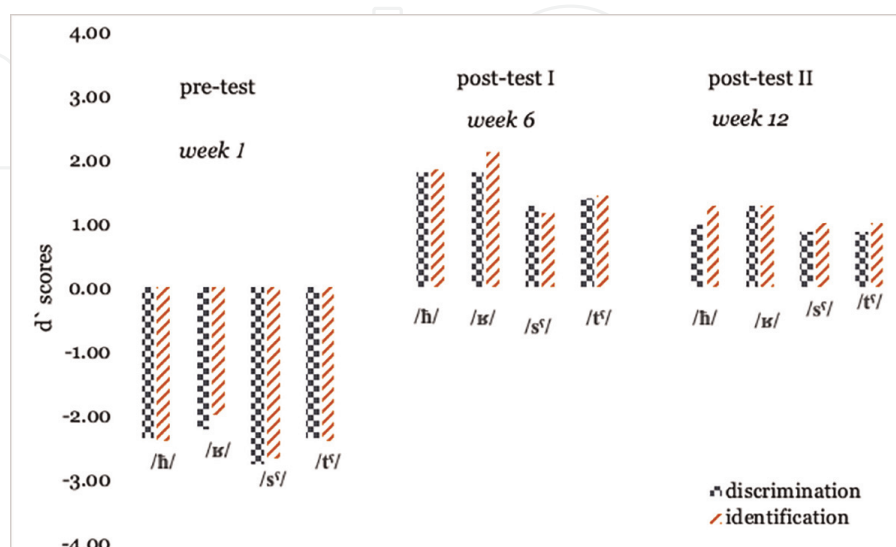 4.00
3.00
2.00
1.00
0.00
-1.00
-2.00
-3.00
-4.00
d` scores
pre-test
week 1
/ħ/
/ʁ/
/sˤ/
/tˤ/
post-test I
week 6
/ħ/
/ʁ/
/sˤ/
/tˤ/
post-test II
week 12
/ħ/
/ʁ/
/sˤ/
/tˤ/
discrimination
identification